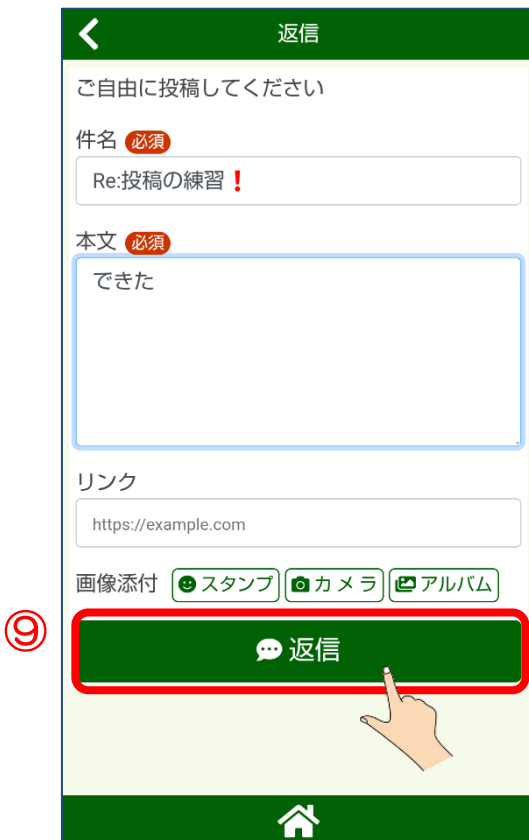 返信
ご自由に投稿してください
件名 必須
Re:投稿の練習❗
本文 必須
できた
リンク
https://example.com
画像添付 スタンプ カメラ アルバム
⑨
返信